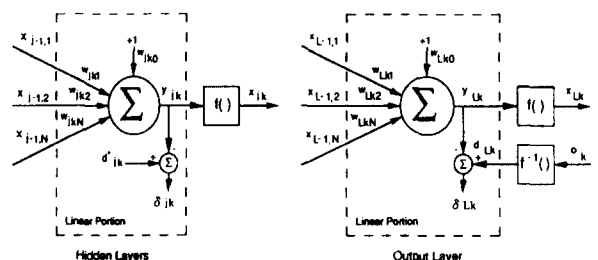 x j-1,1
w jk1
+1
w jk0
x j-1,2
w jk2
Σ
y jk
f( )
x jk
w jkN
x j-1,N
d* jk
+
-
Σ
δ jk
Linear Portion
Hidden Layers
x L-1,1
w Lk1
+1
w Lk0
x L-1,2
w Lk2
Σ
y Lk
f( )
x Lk
w LkN
x L-1,N
d Lk
-
Σ
+
f -1 ( )
o k
δ Lk
Linear Portion
Output Layer